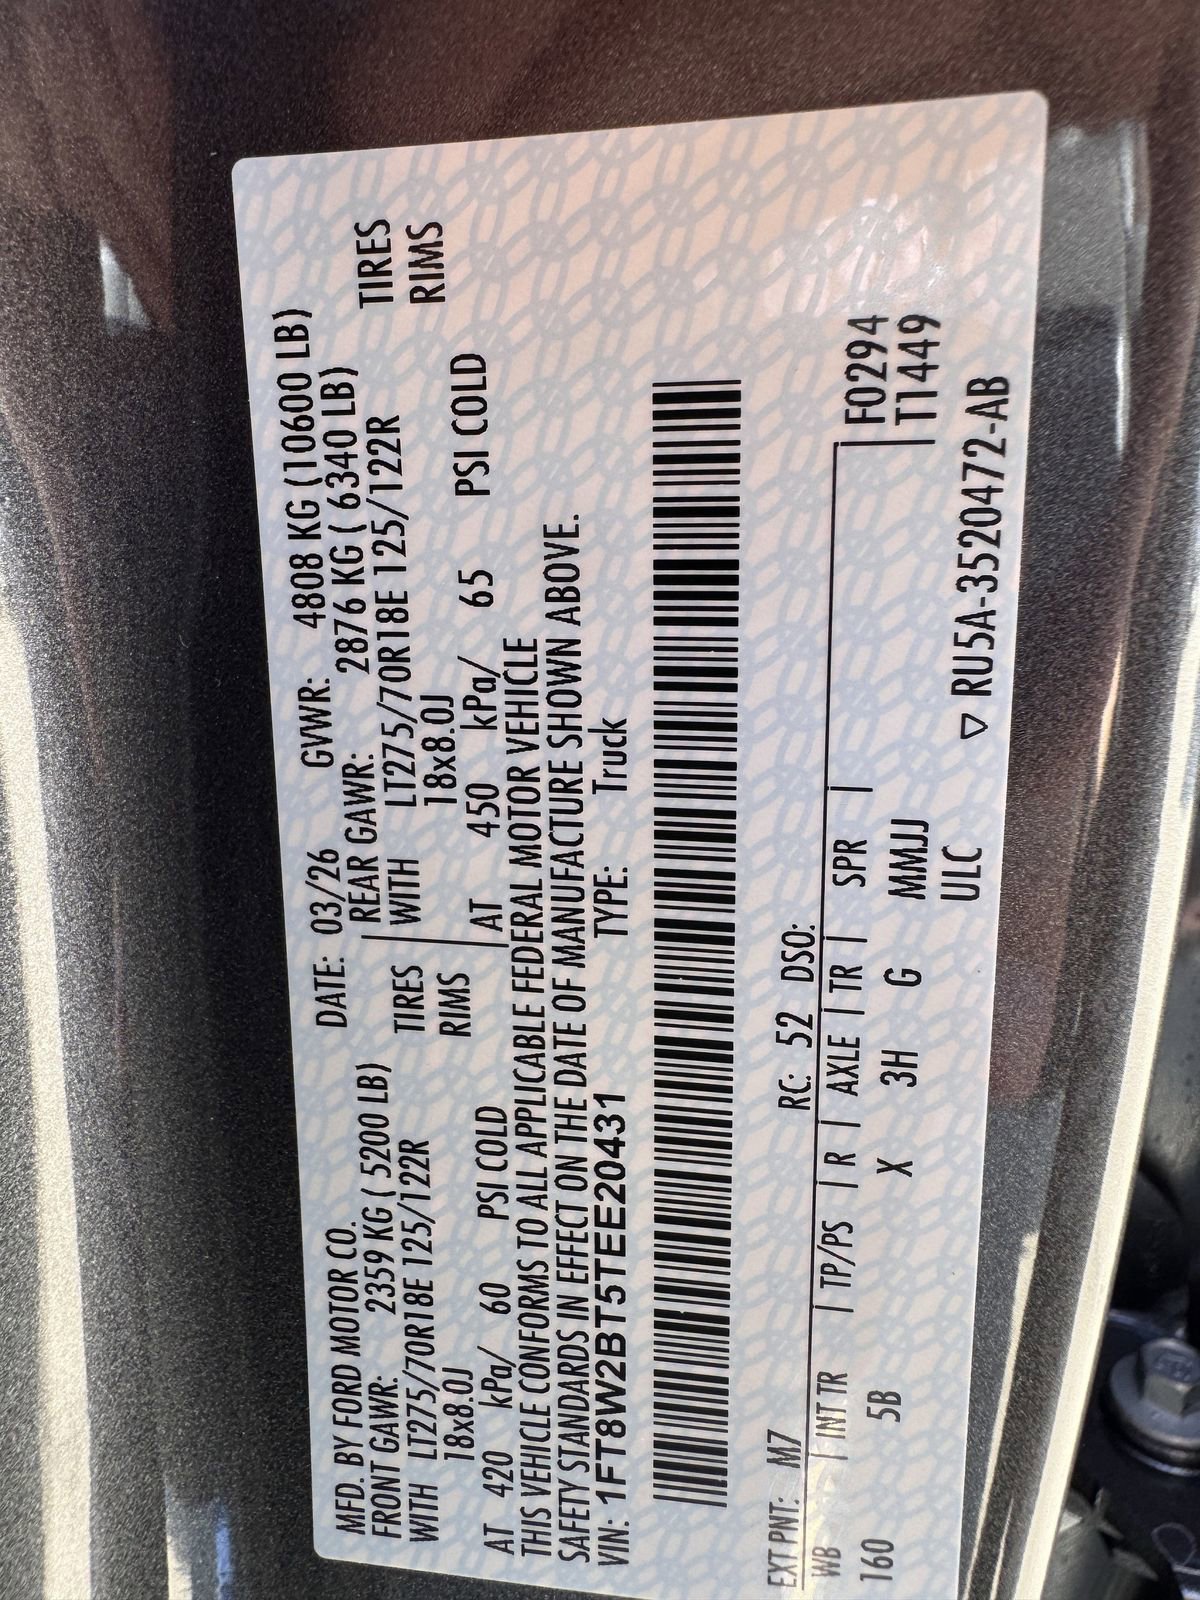 MFD. BY FORD MOTOR CO. DATE: 03/26 GVWR: 4808 KG (10600 LB)
FRONT GAWR: 2359 KG ( 5200 LB) REAR GAWR: 2876 KG ( 6340 LB)
WITH LT275/70R18E 125/122R TIRES WITH LT275/70R18E 125/122R TIRES
18x8.0J RIMS 18x8.0J RIMS
AT 420 kPa/ 60 PSI COLD AT 450 kPa/ 65 PSI COLD
THIS VEHICLE CONFORMS TO ALL APPLICABLE FEDERAL MOTOR VEHICLE
SAFETY STANDARDS IN EFFECT ON THE DATE OF MANUFACTURE SHOWN ABOVE.
VIN: 1FT8W2BT5TEE20431 TYPE: Truck
EXT PNT: M7 RC: 52 DSO:
WB | INT TR | TP/PS | R | AXLE | TR | SPR | F0294
160 5B X 3H G MMJJ T1449
ULC ▽ RU5A-3520472-AB